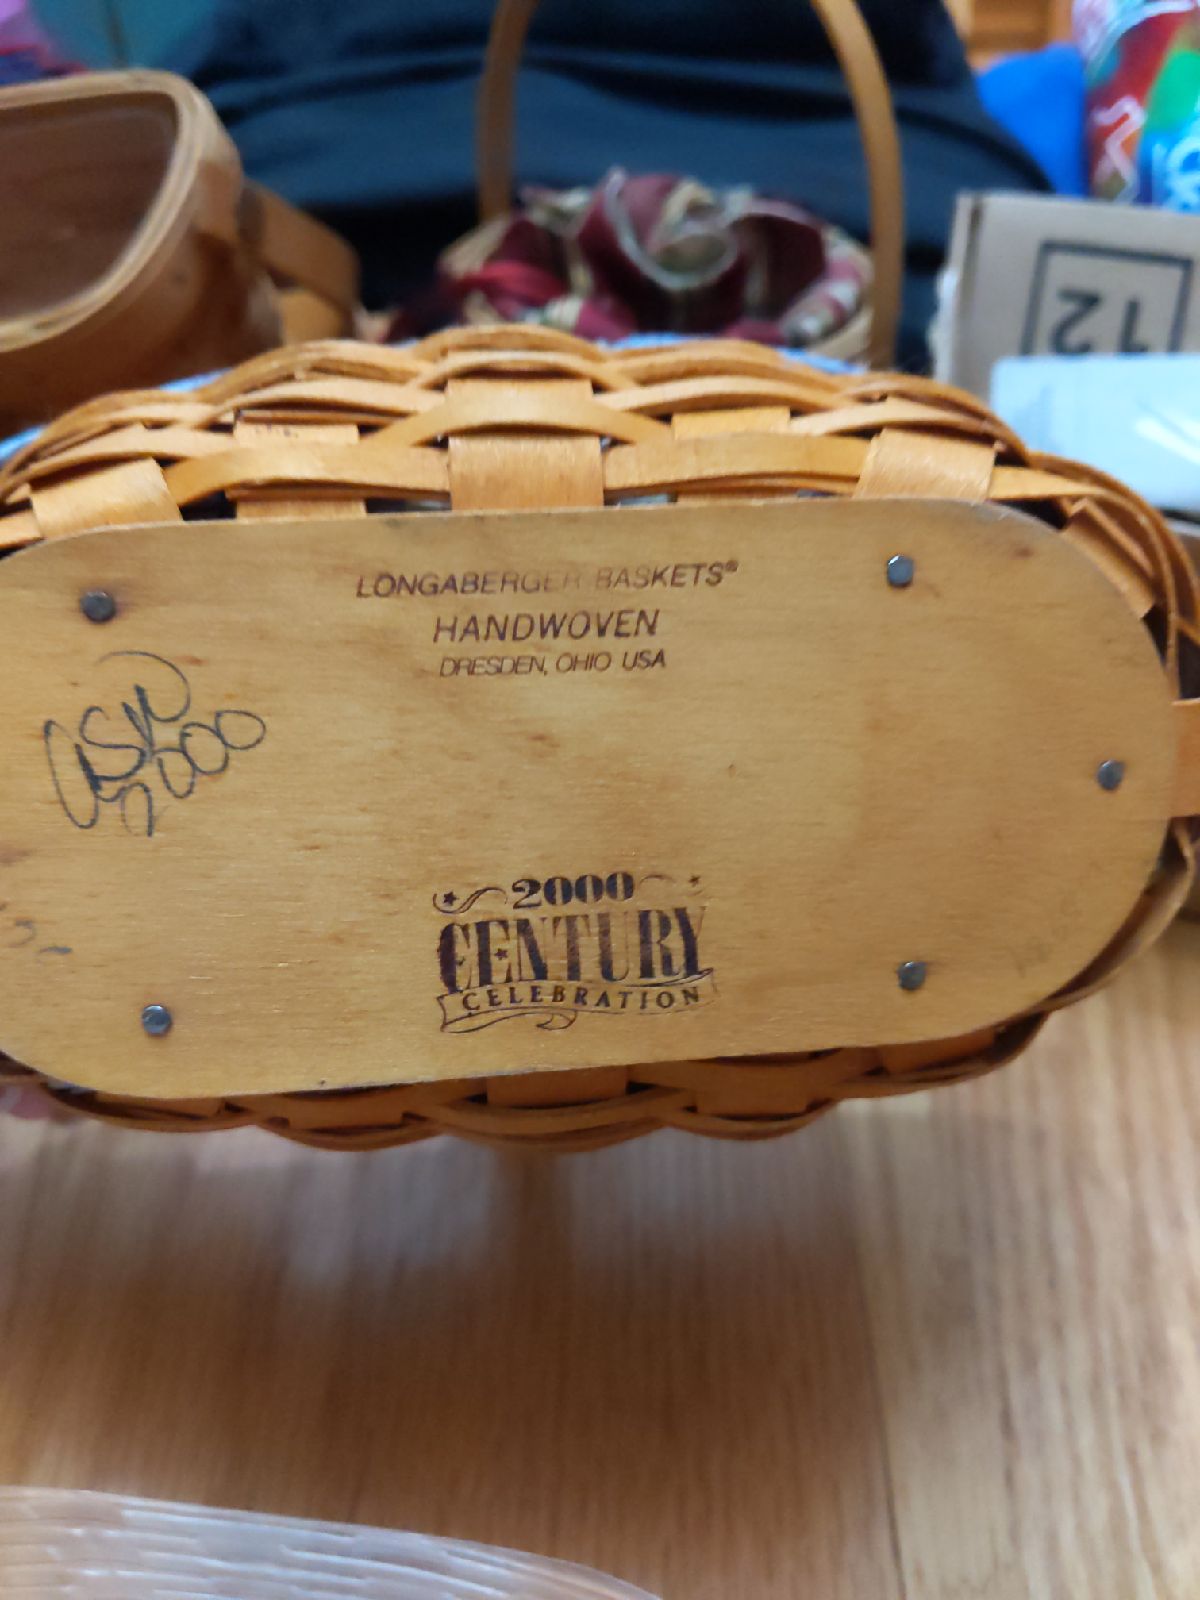 LONGABERGER BASKETS®
HANDWOVEN
DRESDEN, OHIO USA
2000
2000
CENTURY
CELEBRATION
12